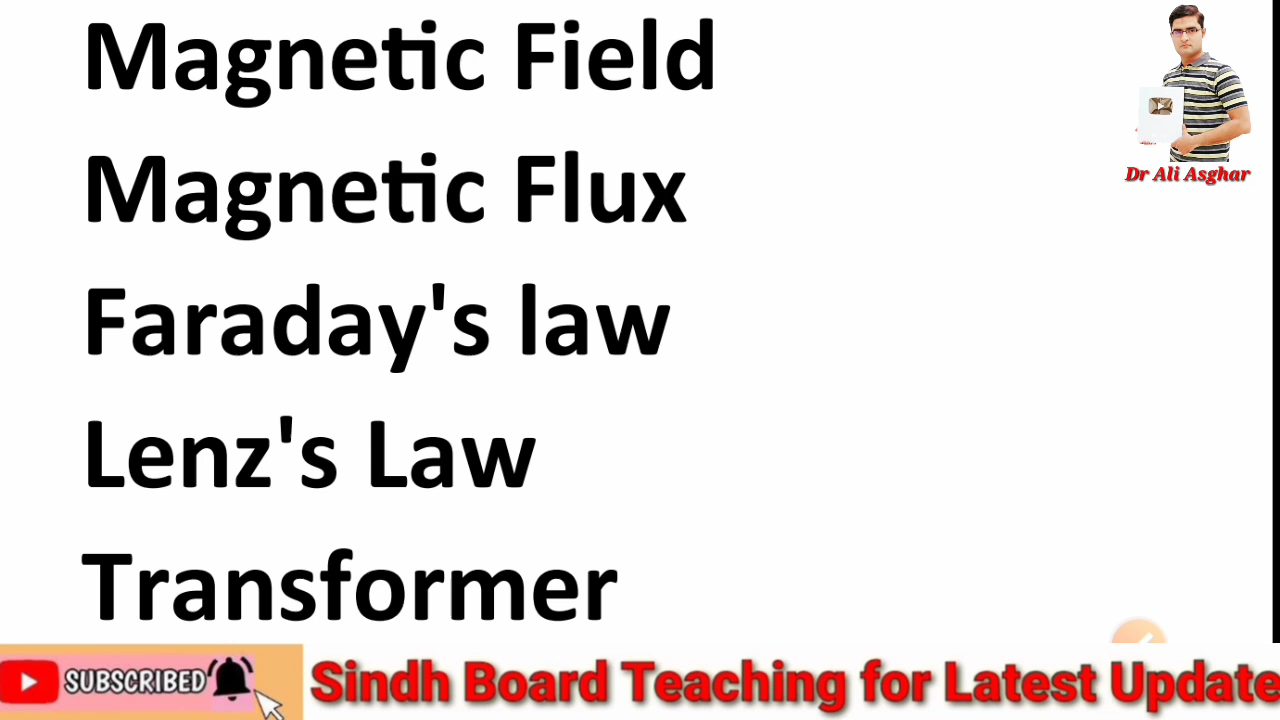 Magnetic Field
Dr Ali Asghar
Magnetic Flux
Faraday's law
Lenz's Law
Transformer
SUBSCRIBED
Sindh Board Teaching for Latest Update